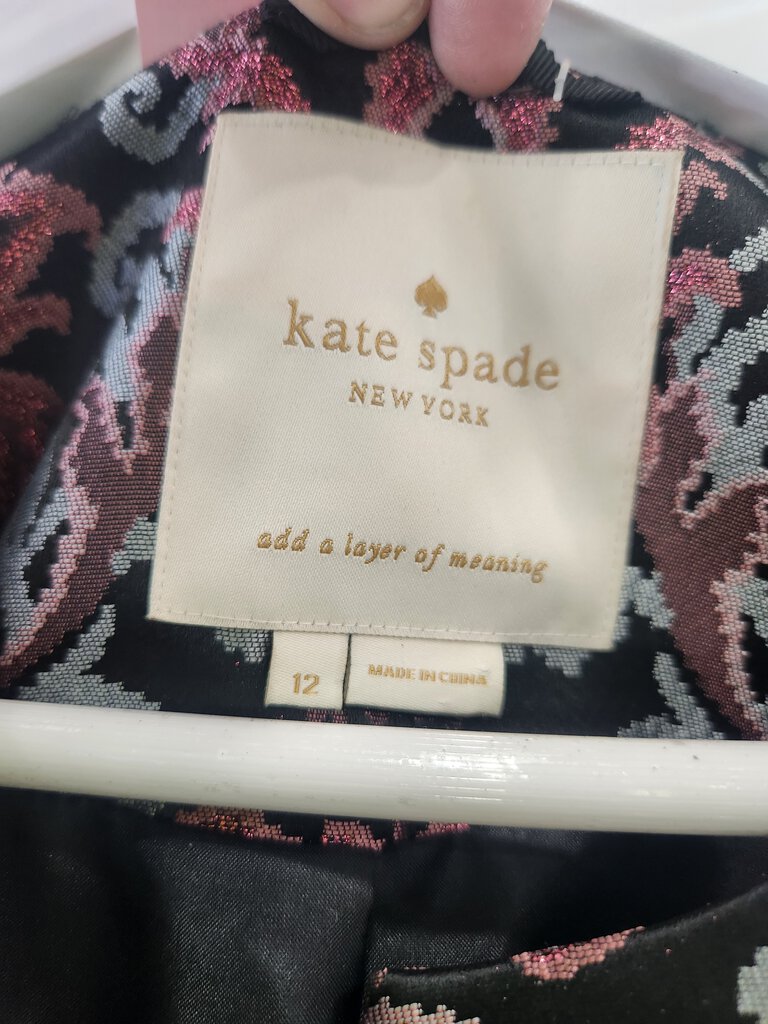 kate spade
NEW YORK
add a layer of meaning
12
MADE IN CHINA